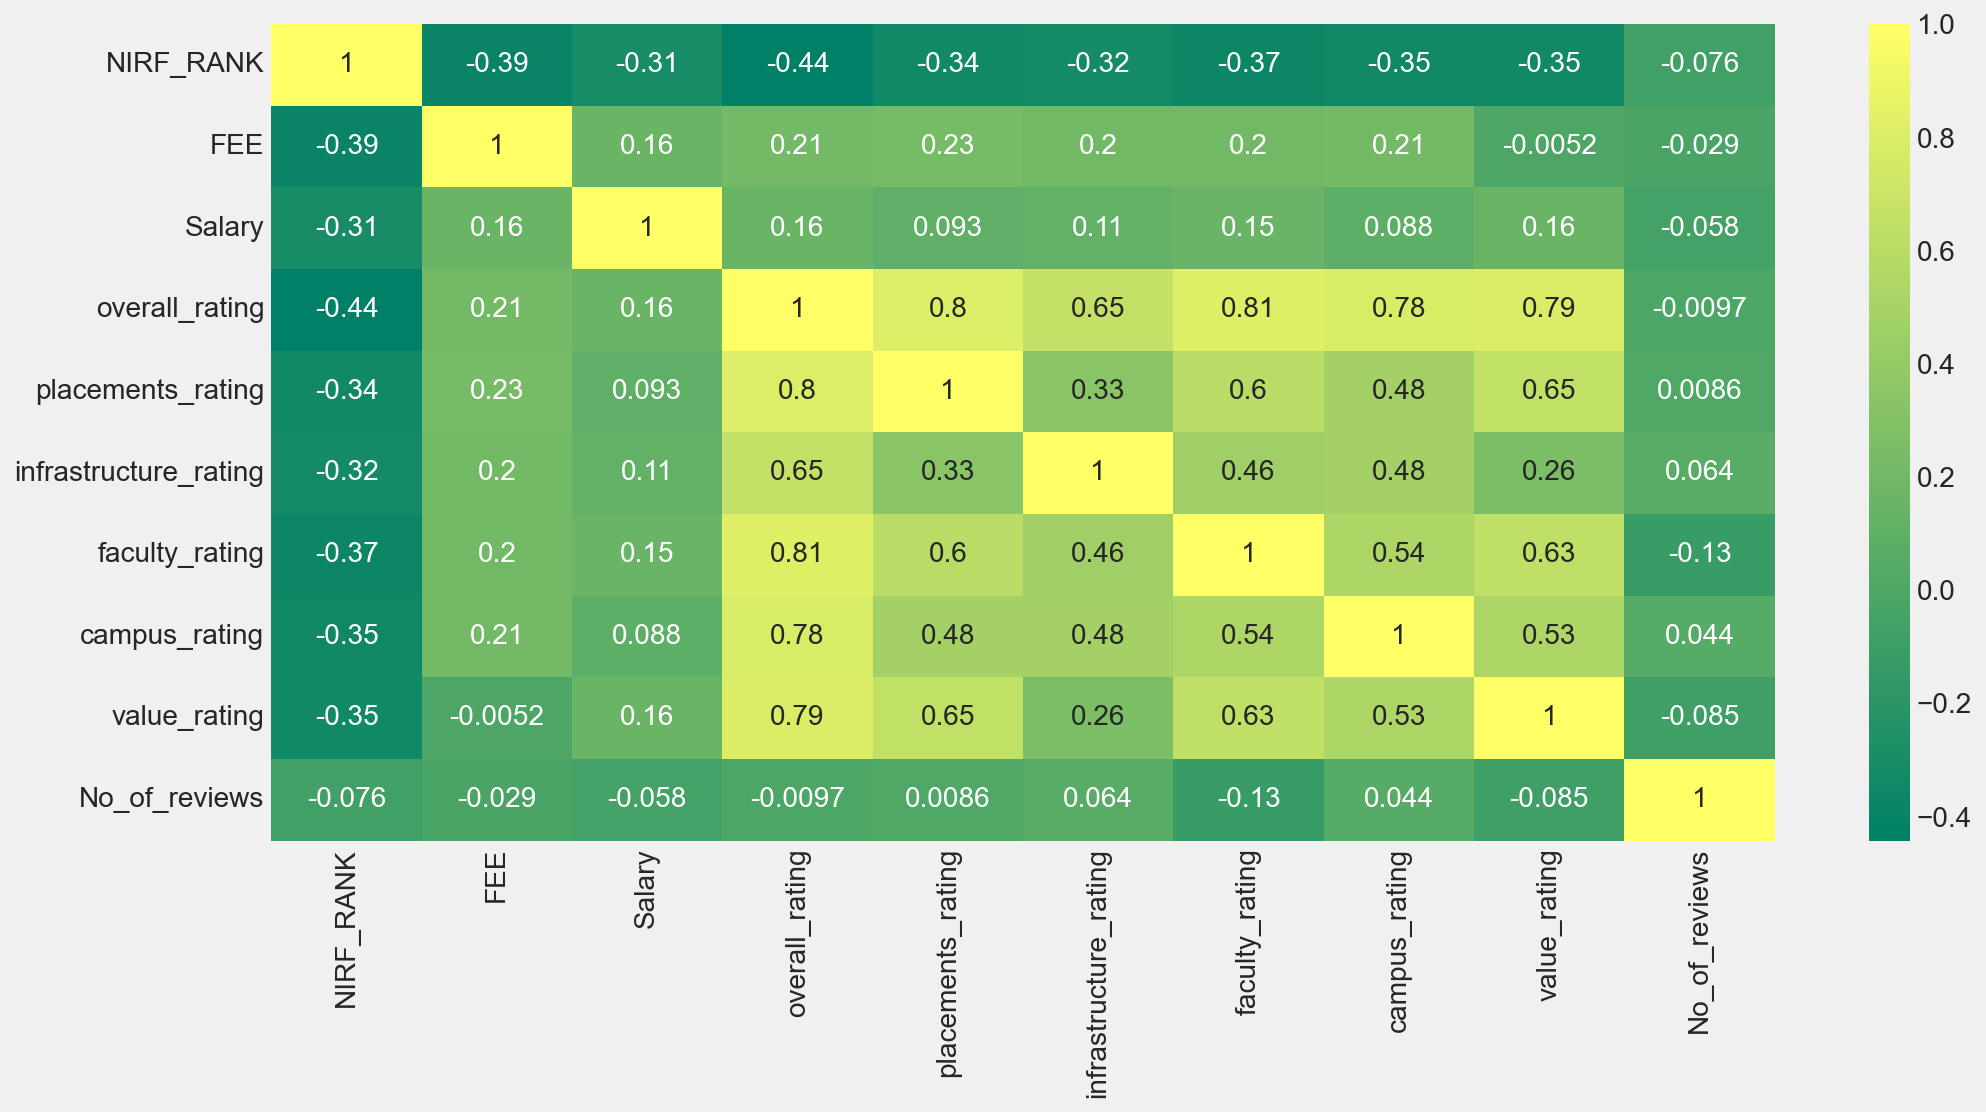 NIRF_RANK 1 -0.39 -0.31 -0.44 -0.34 -0.32 -0.37 -0.35 -0.35 -0.076
FEE -0.39 1 0.16 0.21 0.23 0.2 0.2 0.21 -0.0052 -0.029
Salary -0.31 0.16 1 0.16 0.093 0.11 0.15 0.088 0.16 -0.058
overall_rating -0.44 0.21 0.16 1 0.8 0.65 0.81 0.78 0.79 -0.0097
placements_rating -0.34 0.23 0.093 0.8 1 0.33 0.6 0.48 0.65 0.0086
infrastructure_rating -0.32 0.2 0.11 0.65 0.33 1 0.46 0.48 0.26 0.064
faculty_rating -0.37 0.2 0.15 0.81 0.6 0.46 1 0.54 0.63 -0.13
campus_rating -0.35 0.21 0.088 0.78 0.48 0.48 0.54 1 0.53 0.044
value_rating -0.35 -0.0052 0.16 0.79 0.65 0.26 0.63 0.53 1 -0.085
No_of_reviews -0.076 -0.029 -0.058 -0.0097 0.0086 0.064 -0.13 0.044 -0.085 1
NIRF_RANK
FEE
Salary
overall_rating
placements_rating
infrastructure_rating
faculty_rating
campus_rating
value_rating
No_of_reviews
1.0
0.8
0.6
0.4
0.2
0.0
−0.2
−0.4